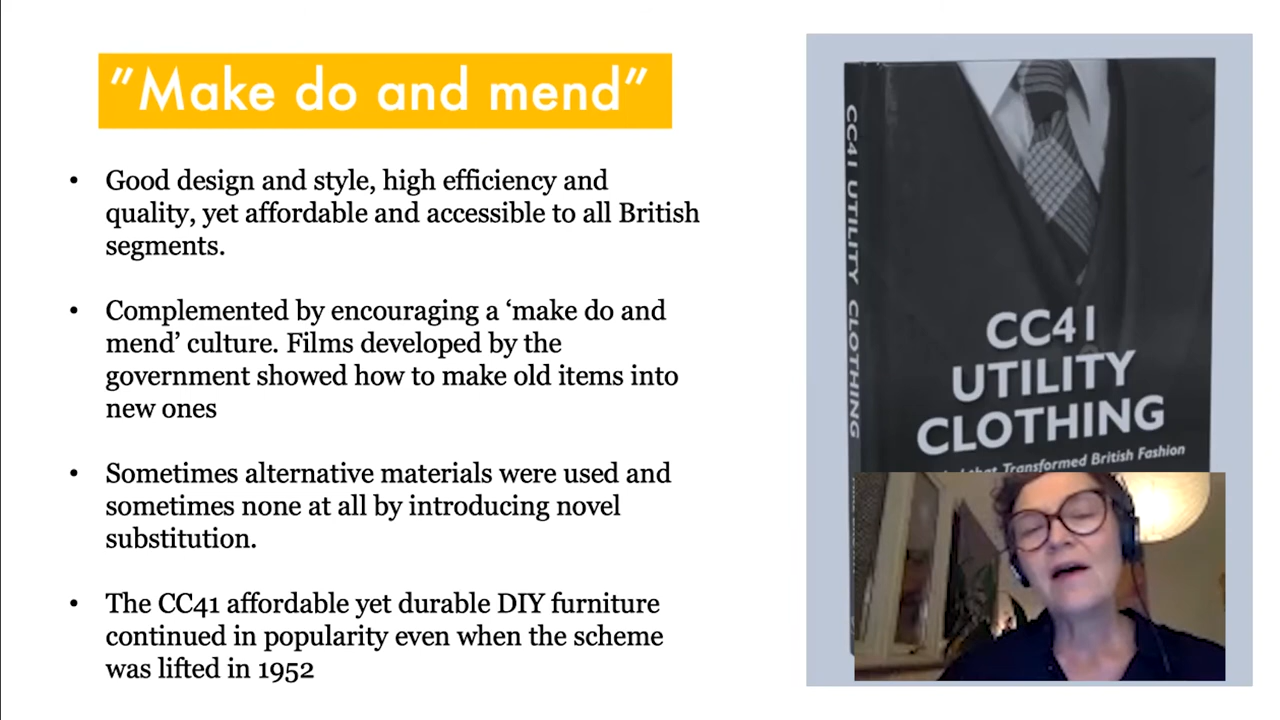 ”Make do and mend”
• Good design and style, high efficiency and
quality, yet affordable and accessible to all British
segments.
• Complemented by encouraging a ‘make do and
mend’ culture. Films developed by the
government showed how to make old items into
new ones
• Sometimes alternative materials were used and
sometimes none at all by introducing novel
substitution.
• The CC41 affordable yet durable DIY furniture
continued in popularity even when the scheme
was lifted in 1952
CC41 UTILITY CLOTHING
CC41
UTILITY
CLOTHING
that Transformed British Fashion